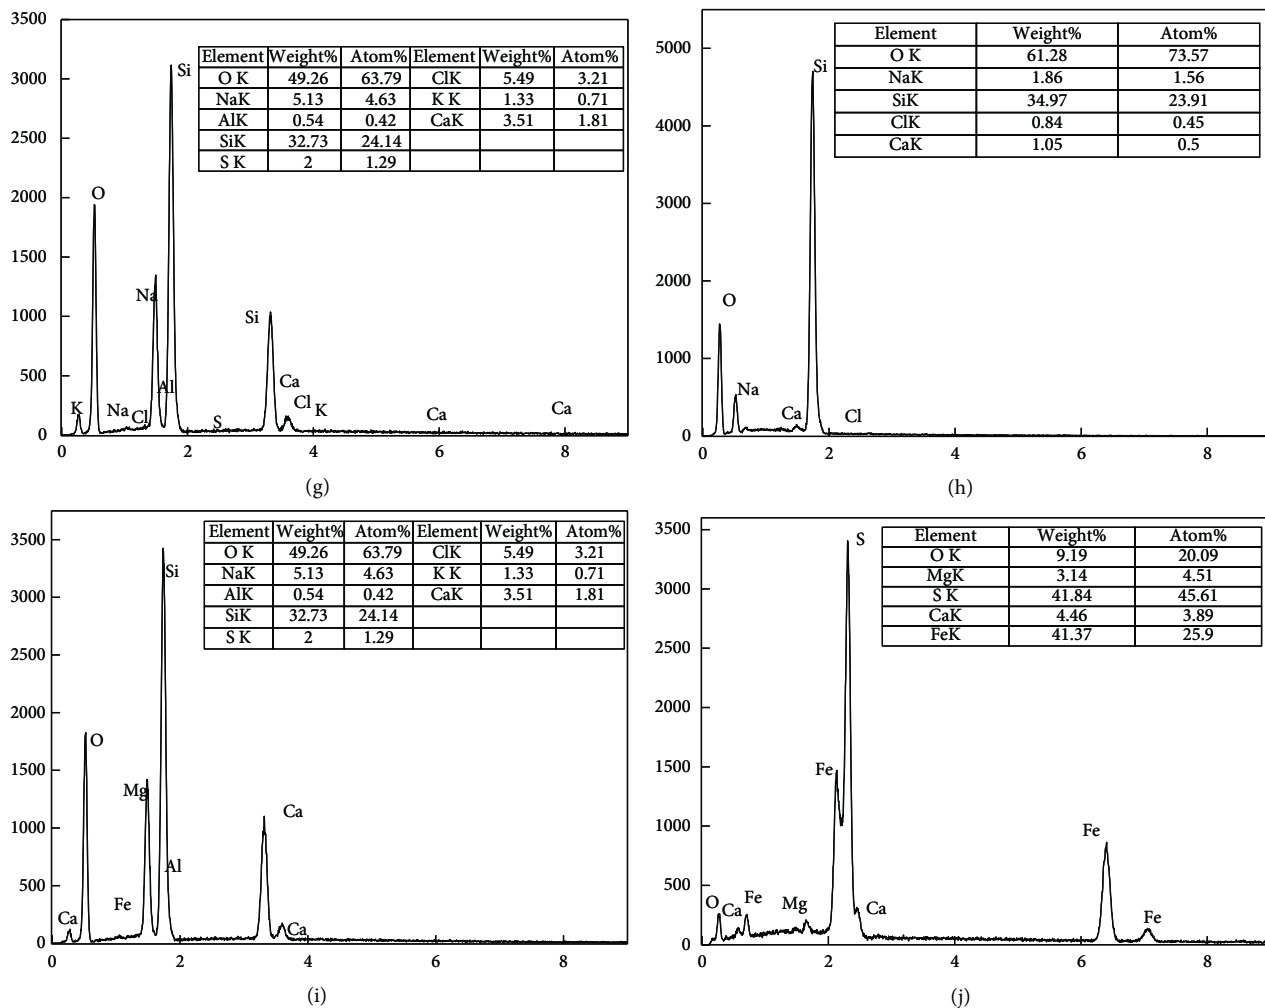 3500
3000
2500
2000
1500
1000
500
0
0 2 4 6 8
Element Weight% Atom% Element Weight% Atom%
O K 49.26 63.79 ClK 5.49 3.21
NaK 5.13 4.63 K K 1.33 0.71
AlK 0.54 0.42 CaK 3.51 1.81
SiK 32.73 24.14
S K 2 1.29
Si
O
Na
Si
Al
Ca
K Na Cl S Cl K Ca Ca
(g)
5000
4000
3000
2000
1000
0
0 2 4 6 8
Element Weight% Atom%
O K 61.28 73.57
NaK 1.86 1.56
SiK 34.97 23.91
ClK 0.84 0.45
CaK 1.05 0.5
Si
O
Na
Ca Cl
(h)
3500
3000
2500
2000
1500
1000
500
0
0 2 4 6 8
Element Weight% Atom% Element Weight% Atom%
O K 49.26 63.79 ClK 5.49 3.21
NaK 5.13 4.63 K K 1.33 0.71
AlK 0.54 0.42 CaK 3.51 1.81
SiK 32.73 24.14
S K 2 1.29
Si
O
Mg
Ca
Al
Ca Fe Ca
(i)
3500
3000
2500
2000
1500
1000
500
0
0 2 4 6 8
Element Weight% Atom%
O K 9.19 20.09
MgK 3.14 4.51
S K 41.84 45.61
CaK 4.46 3.89
FeK 41.37 25.9
S
Fe
Fe
O Ca Fe Mg Ca Fe
(j)